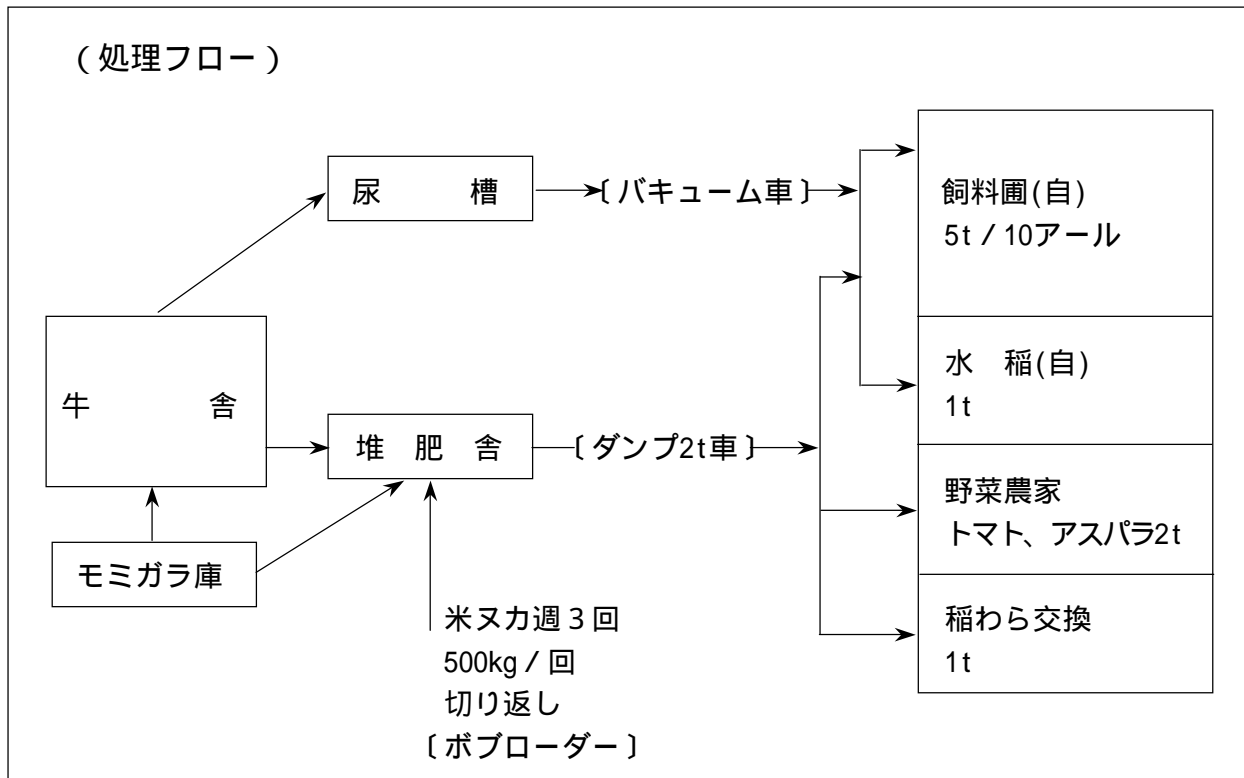 (処理フロー)
尿 槽
〔バキューム車〕
飼料圃(自)
5t/10アール
牛 舎
水 稲(自)
1t
堆 肥 舎
〔ダンプ2t車〕
野菜農家
トマト、アスパラ2t
モミガラ庫
米ヌカ週3回
500kg/回
切り返し
〔ボブローダー〕
稲わら交換
1t